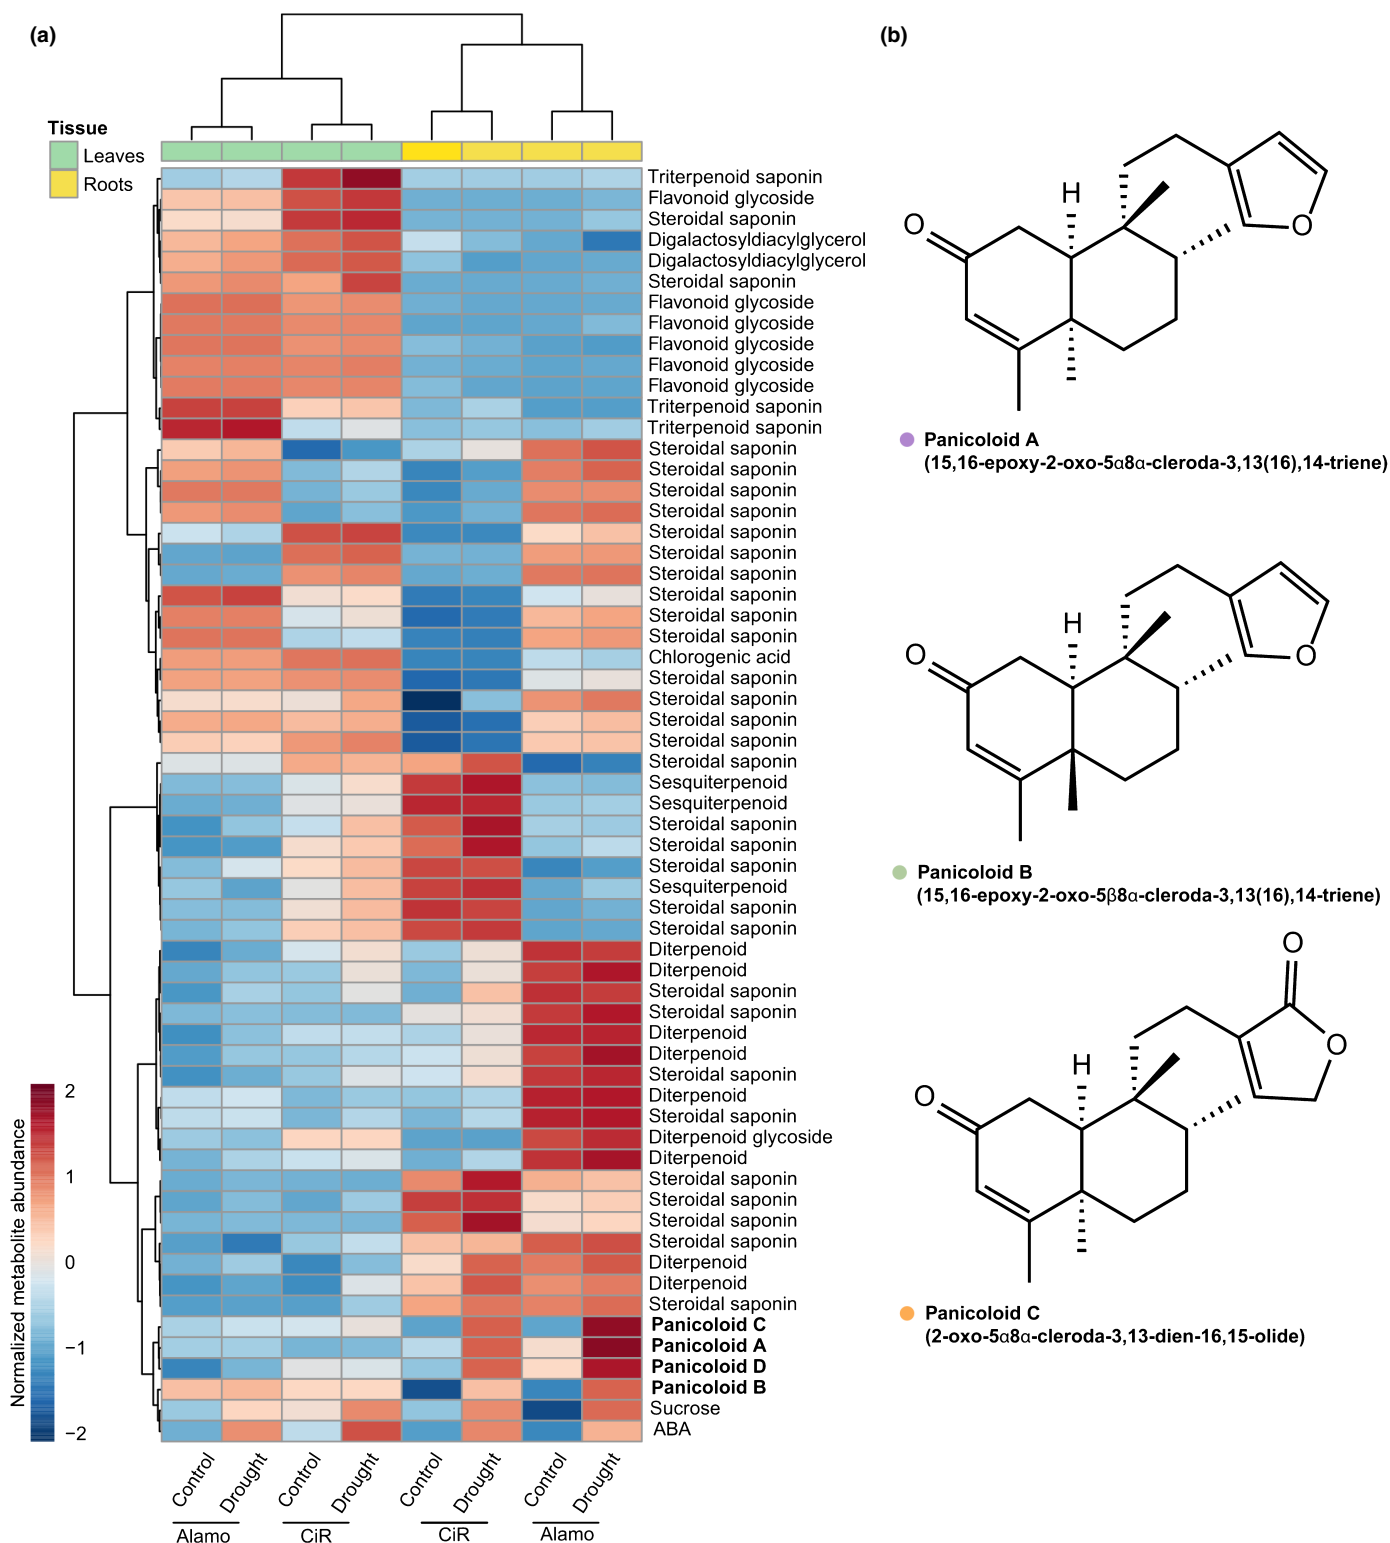 (a)
Tissue
Leaves
Roots
Triterpenoid saponin
Flavonoid glycoside
Steroidal saponin
Digalactosyldiacylglycerol
Digalactosyldiacylglycerol
Steroidal saponin
Flavonoid glycoside
Flavonoid glycoside
Flavonoid glycoside
Flavonoid glycoside
Flavonoid glycoside
Triterpenoid saponin
Triterpenoid saponin
Steroidal saponin
Steroidal saponin
Steroidal saponin
Steroidal saponin
Steroidal saponin
Steroidal saponin
Steroidal saponin
Steroidal saponin
Steroidal saponin
Steroidal saponin
Chlorogenic acid
Steroidal saponin
Steroidal saponin
Steroidal saponin
Steroidal saponin
Steroidal saponin
Sesquiterpenoid
Sesquiterpenoid
Steroidal saponin
Steroidal saponin
Steroidal saponin
Sesquiterpenoid
Steroidal saponin
Steroidal saponin
Diterpenoid
Diterpenoid
Steroidal saponin
Steroidal saponin
Diterpenoid
Diterpenoid
Steroidal saponin
Diterpenoid
Steroidal saponin
Diterpenoid glycoside
Diterpenoid
Steroidal saponin
Steroidal saponin
Steroidal saponin
Steroidal saponin
Diterpenoid
Diterpenoid
Steroidal saponin
Panicoloid C
Panicoloid A
Panicoloid D
Panicoloid B
Sucrose
ABA
Normalized metabolite abundance
2
1
0
−1
−2
Control
Drought
Control
Drought
Control
Drought
Control
Drought
Alamo
CiR
CiR
Alamo
(b)
O
H
O
Panicoloid A
(15,16-epoxy-2-oxo-5α8α-cleroda-3,13(16),14-triene)
O
H
O
Panicoloid B
(15,16-epoxy-2-oxo-5β8α-cleroda-3,13(16),14-triene)
O
O
H
O
Panicoloid C
(2-oxo-5α8α-cleroda-3,13-dien-16,15-olide)